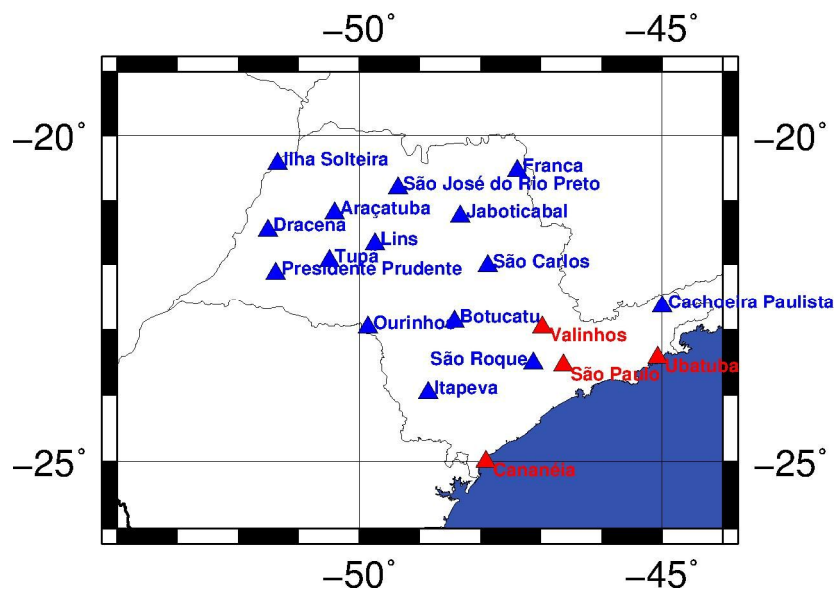 −50° −45°
−20° −20°
Ilha Solteira
Franca
São José do Rio Preto
Araçatuba
Jaboticabal
Dracena
Lins
Tupã
São Carlos
Presidente Prudente
Cachoeira Paulista
Ourinhos
Botucatu
Valinhos
São Roque
São Paulo
Ubatuba
Itapeva
−25° −25°
Cananéia
−50° −45°